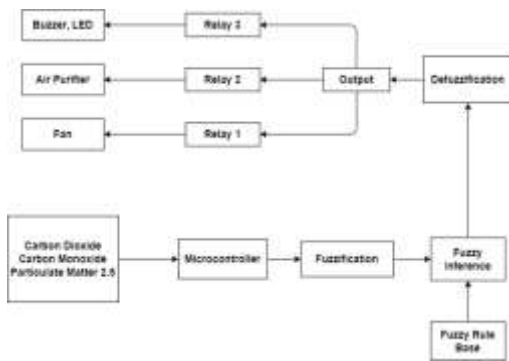 Buzzer, LED
Relay 3
Air Purifier
Relay 2
Output
Defuzzification
Fan
Relay 1
Carbon Dioxide
Carbon Monoxide
Particulate Matter 2.5
Microcontroller
Fuzzification
Fuzzy
Inference
Fuzzy Rule
Base